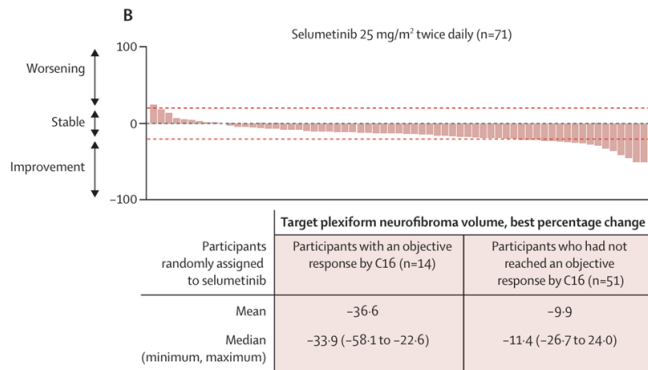 B
Selumetinib 25 mg/m² twice daily (n=71)
100
Worsening
Stable
0
Improvement
–100
Target plexiform neurofibroma volume, best percentage change
Participants
randomly assigned
to selumetinib
Participants with an objective
response by C16 (n=14)
Participants who had not
reached an objective
response by C16 (n=51)
Mean
–36·6
–9·9
Median
(minimum, maximum)
–33·9 (–58·1 to –22·6)
–11·4 (–26·7 to 24·0)